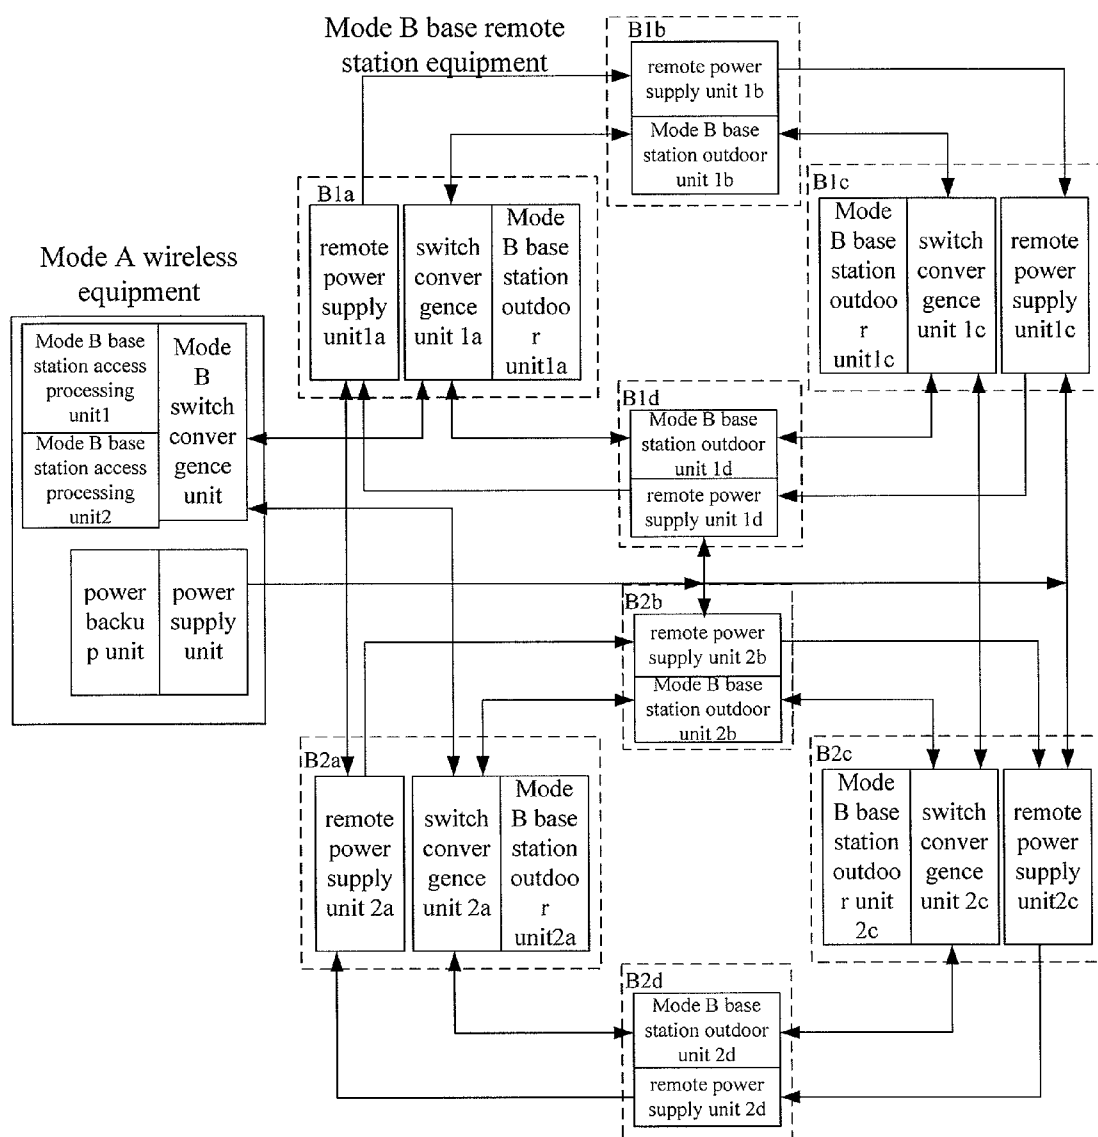 Mode B base remote
station equipment
B1b
remote power
supply unit 1b
Mode B base
station outdoor
unit 1b
B1a
remote
power
supply
unit1a
switch
conver
gence
unit 1a
Mode
B base
station
outdoo
r
unit1a
B1c
Mode
B base
station
outdoo
r
unit1c
switch
conver
gence
unit 1c
remote
power
supply
unit1c
Mode A wireless
equipment
Mode B base
station access
processing
unit1
Mode B base
station access
processing
unit2
Mode
B
switch
conver
gence
unit
power
backu
p unit
power
supply
unit
B1d
Mode B base
station outdoor
unit 1d
remote power
supply unit 1d
B2b
remote power
supply unit 2b
Mode B base
station outdoor
unit 2b
B2a
remote
power
supply
unit 2a
switch
conver
gence
unit 2a
Mode
B base
station
outdoo
r
unit2a
B2c
Mode
B base
station
outdoo
r unit
2c
switch
conver
gence
unit 2c
remote
power
supply
unit2c
B2d
Mode B base
station outdoor
unit 2d
remote power
supply unit 2d